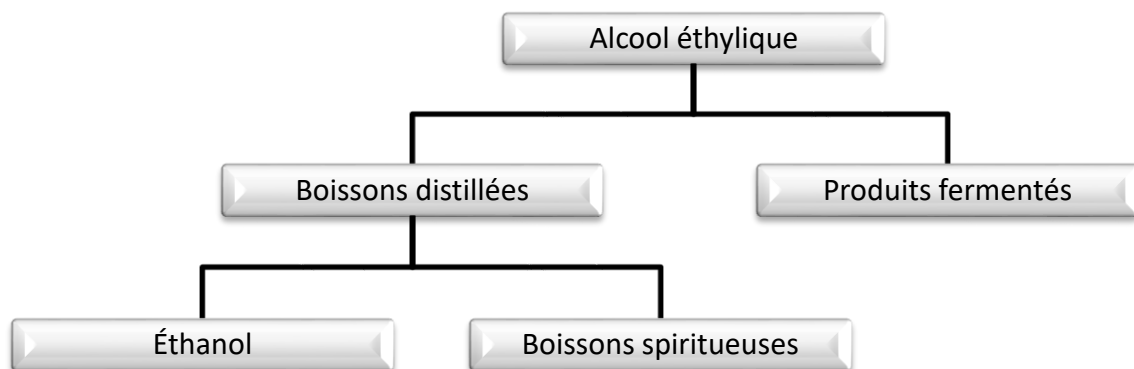 Alcool éthylique
Boissons distillées
Produits fermentés
Éthanol
Boissons spiritueuses